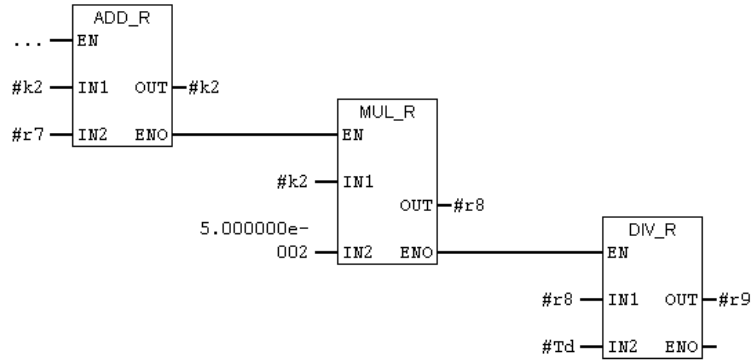 ADD_R
... EN
#k2 IN1 OUT #k2
#r7 IN2 ENO
MUL_R
EN
#k2 IN1
OUT #r8
5.000000e-
002 IN2 ENO
DIV_R
EN
#r8 IN1 OUT #r9
#Td IN2 ENO